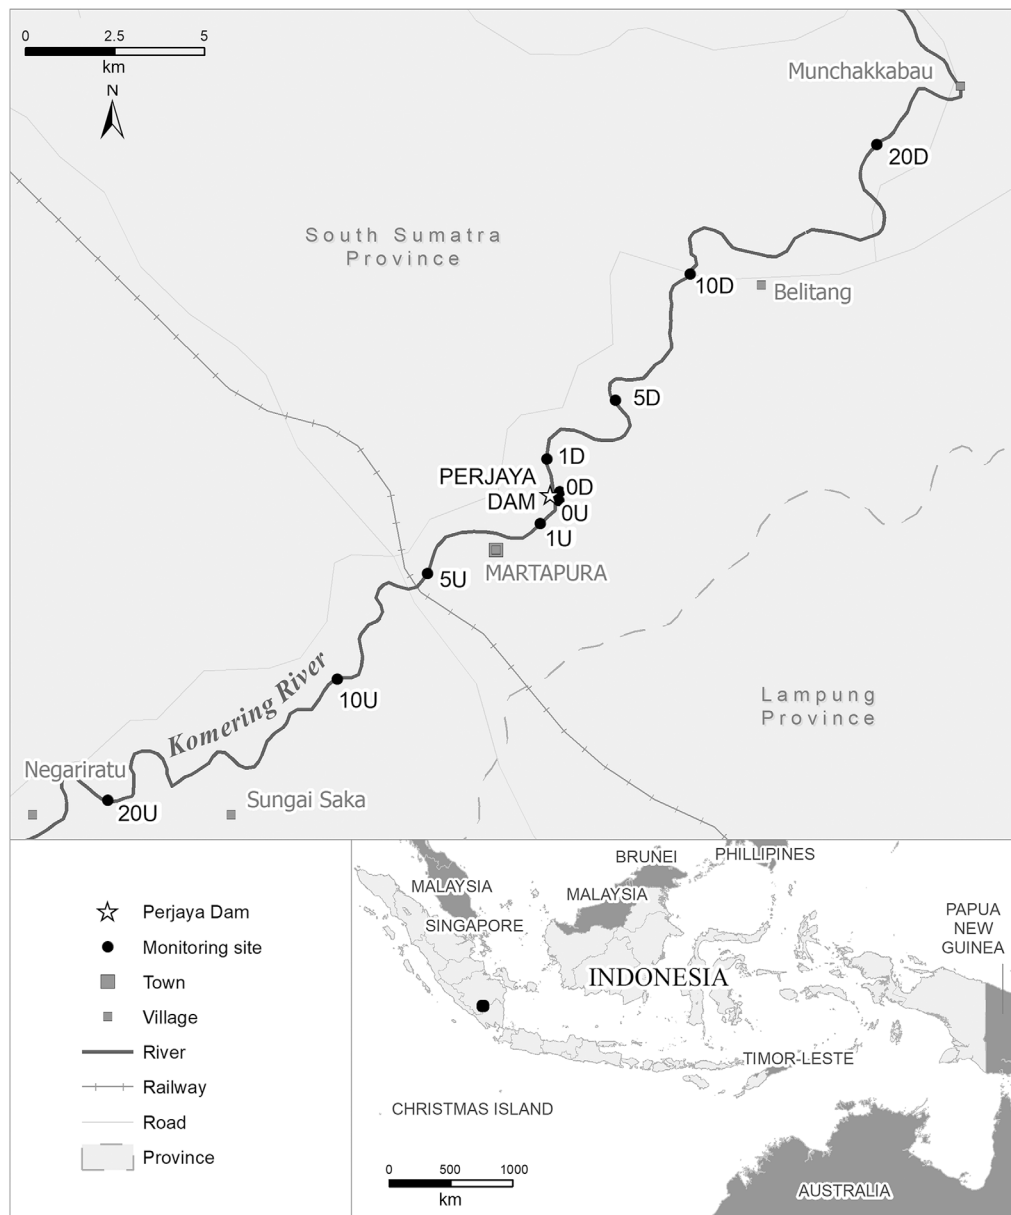 0 2.5 5
km
N
Munchakkabau
20D
South Sumatra
Province
10D
Belitang
5D
1D
PERJAYA
DAM
0D
0U
1U
MARTAPURA
5U
Komering River
10U
Lampung
Province
Negariratu
20U
Sungai Saka
Perjaya Dam
Monitoring site
Town
Village
River
Railway
Road
Province
BRUNEI
PHILLIPINES
MALAYSIA
MALAYSIA
SINGAPORE
PAPUA
NEW
GUINEA
INDONESIA
TIMOR-LESTE
CHRISTMAS ISLAND
0 500 1000
km
AUSTRALIA